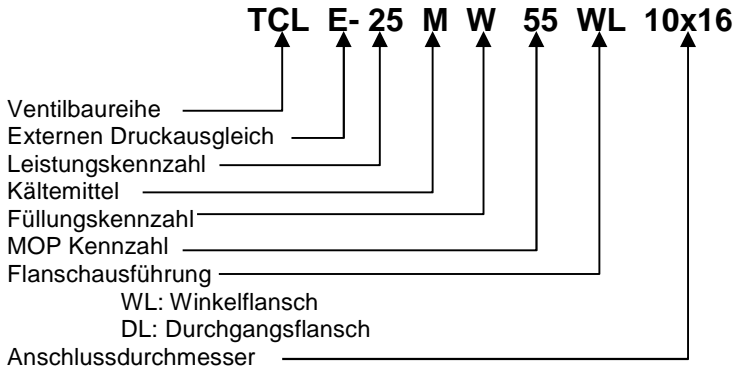 TCL E- 25 M W 55 WL 10x16
Ventilbaureihe
Externen Druckausgleich
Leistungskennzahl
Kältemittel
Füllungskennzahl
MOP Kennzahl
Flanschausführung
WL: Winkelflansch
DL: Durchgangsflansch
Anschlussdurchmesser